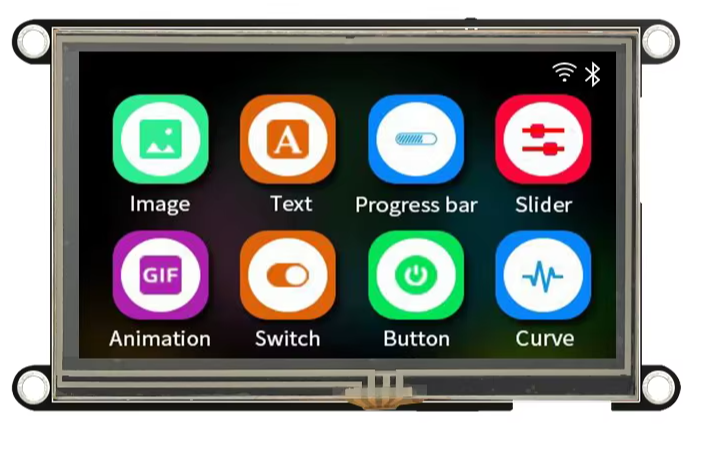 A
Image
Text
Progress bar
Slider
GIF
Animation
Switch
Button
Curve